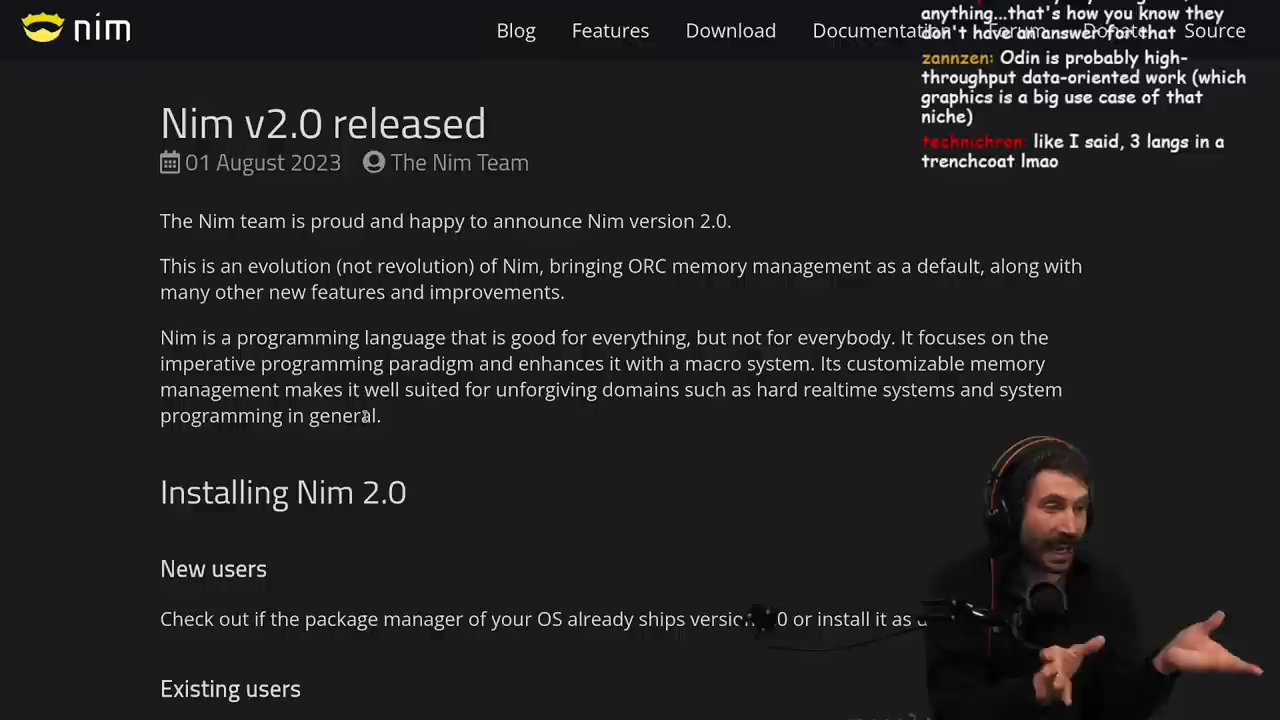 nim
Blog
Features
Download
Documentation
Forum
Donate
Source
anything...that's how you know they
don't have an answer for that
zannzen: Odin is probably high-
throughput data-oriented work (which
graphics is a big use case of that
niche)
technichron: like I said, 3 langs in a
trenchcoat lmao
Nim v2.0 released
01 August 2023 The Nim Team
The Nim team is proud and happy to announce Nim version 2.0.
This is an evolution (not revolution) of Nim, bringing ORC memory management as a default, along with
many other new features and improvements.
Nim is a programming language that is good for everything, but not for everybody. It focuses on the
imperative programming paradigm and enhances it with a macro system. Its customizable memory
management makes it well suited for unforgiving domains such as hard realtime systems and system
programming in general.
Installing Nim 2.0
New users
Check out if the package manager of your OS already ships version 0 or install it as
Existing users